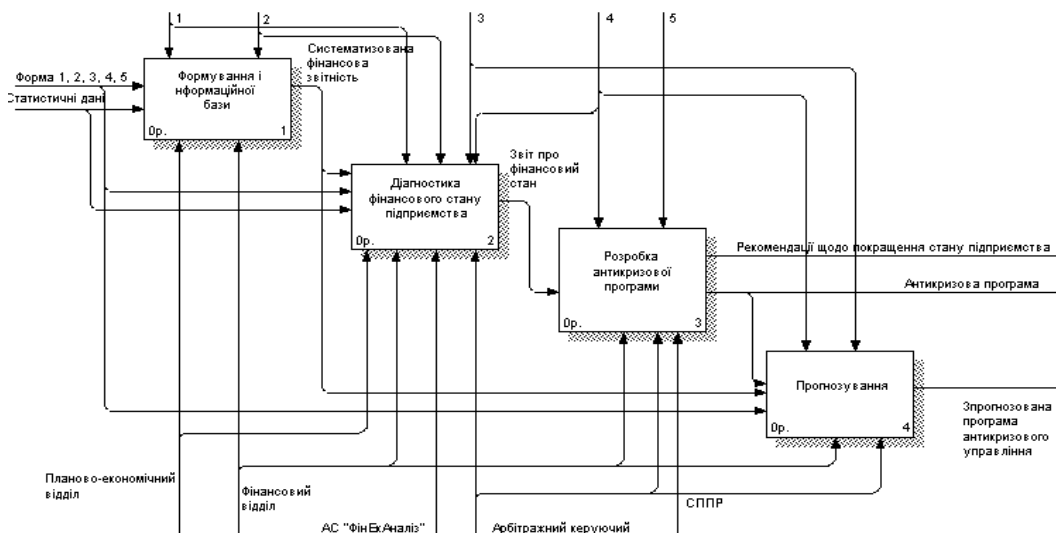 1
2
3
4
5
Систематизована
фінансова
звітність
Форма 1, 2, 3, 4, 5
Статистичні дані
Формування і
нформаційної
бази
0р.
1
Звіт про
фінансовий
стан
Діагностика
фінансового стану
підприємства
0р.
2
Розробка
антикризової
програми
0р.
3
Рекомендації щодо покращення стану підприємства
Антикризова програма
Прогнозування
0р.
4
Зпрогнозована
програма
антикризового
управління
Планово-економічний
відділ
Фінансовий
відділ
АС "ФінЕкАналіз"
Арбітражний керуючий
СППР